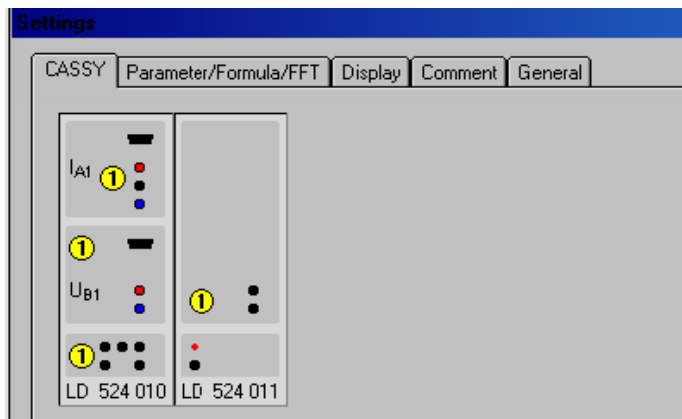 Settings
CASSY Parameter/Formula/FFT Display Comment General
IA1 1
1
UB1 1
1
LD 524 010 LD 524 011